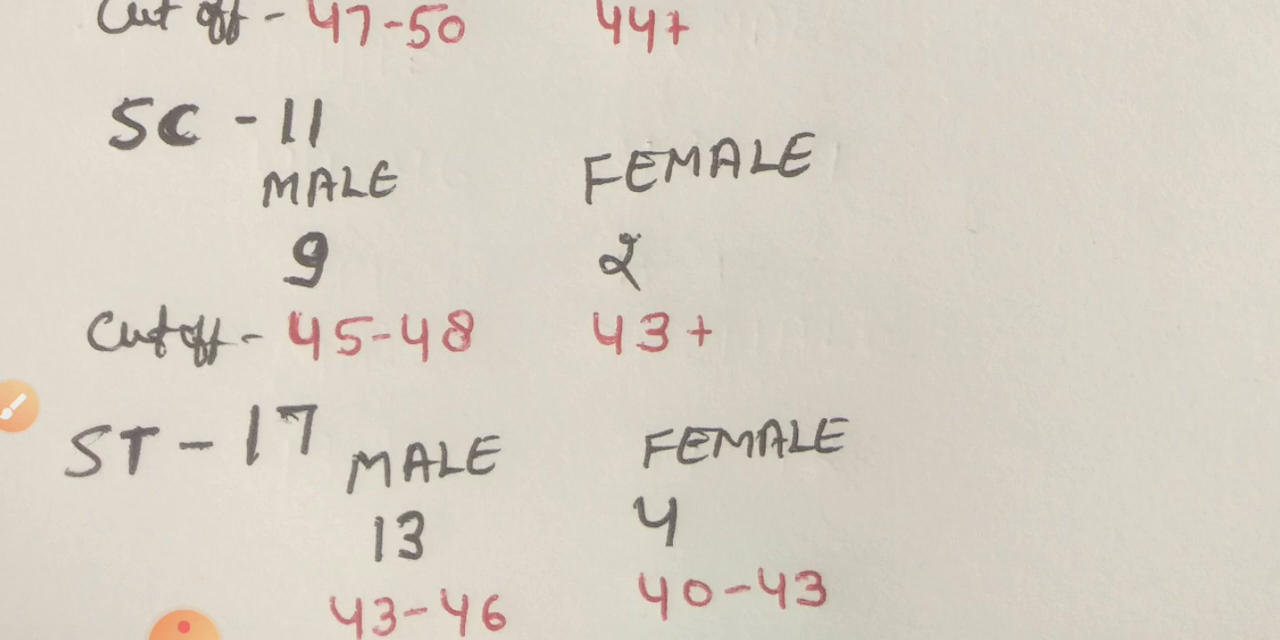 Cut off - 47-50 44+
SC - 11
MALE FEMALE
9 2
Cutoff - 45-48 43+
ST - 17 MALE FEMALE
13 4
43-46 40-43